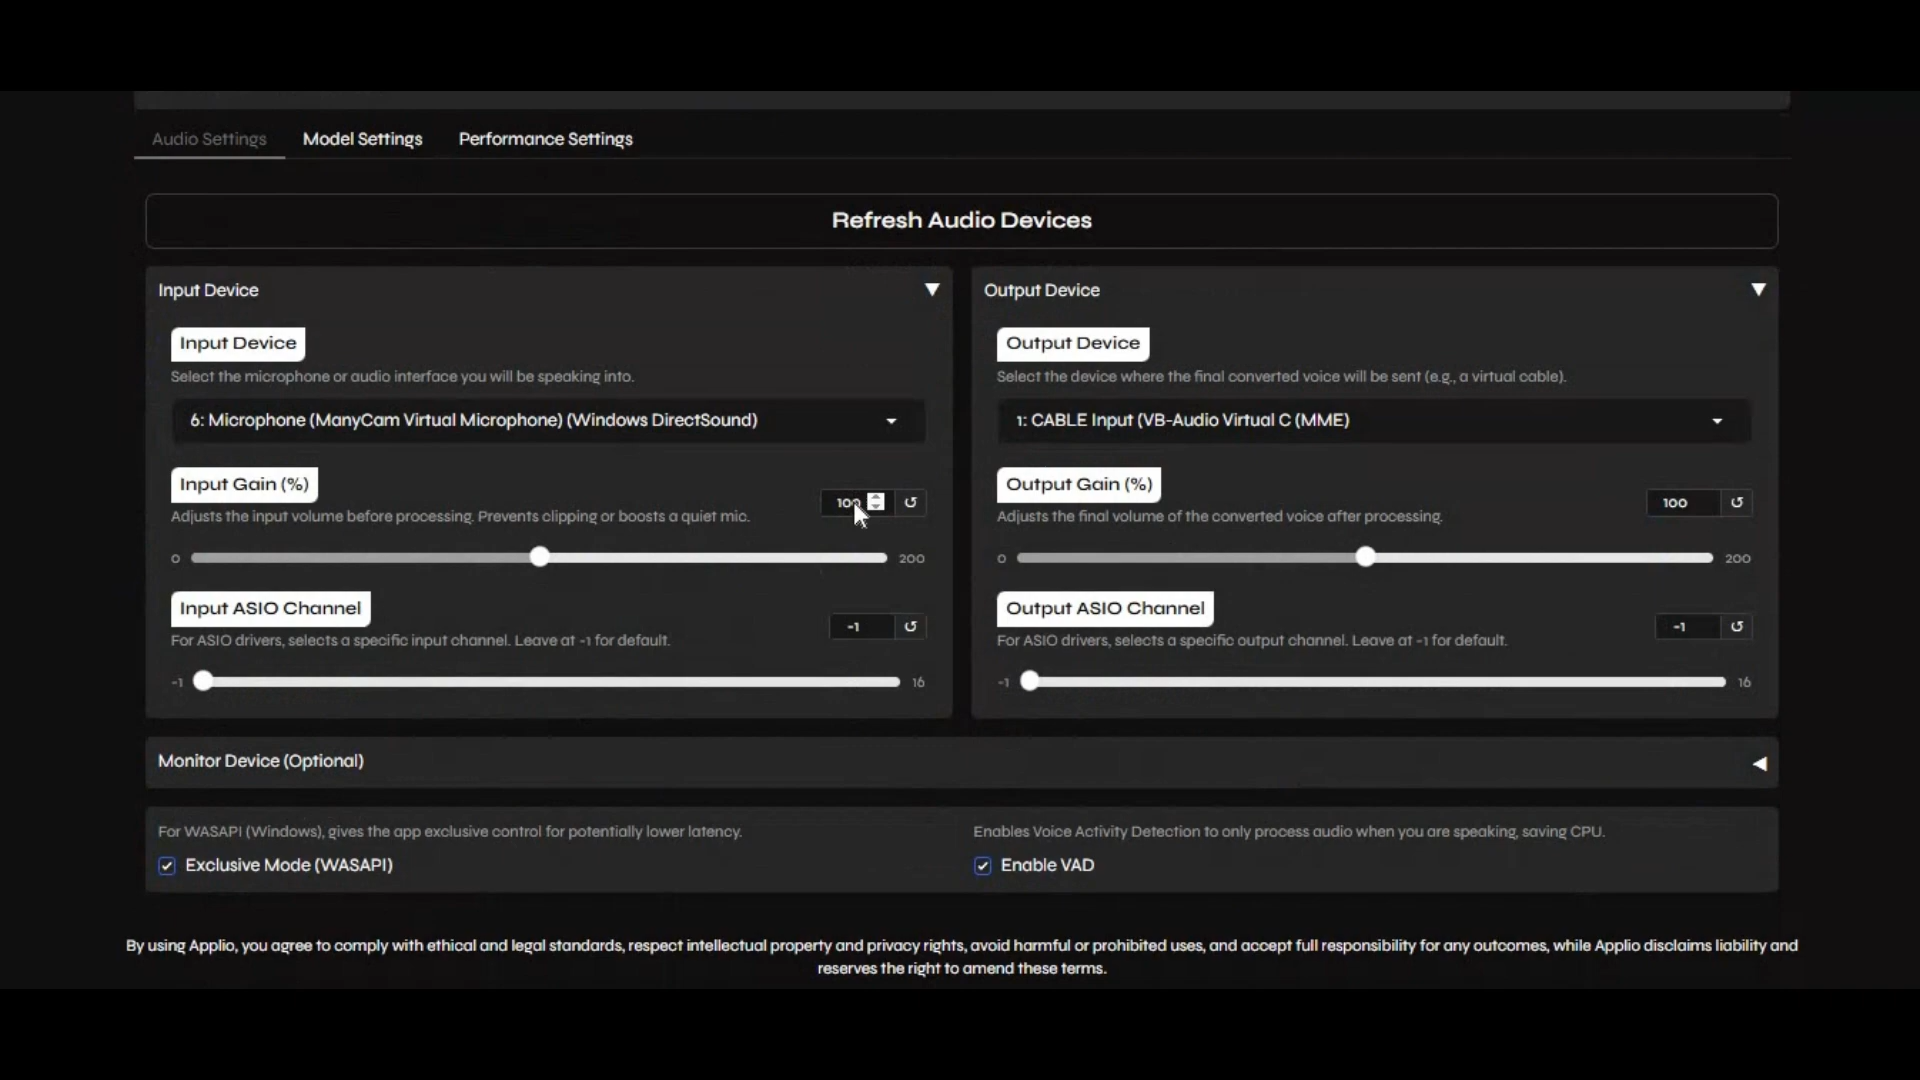 Audio Settings Model Settings Performance Settings
Refresh Audio Devices
Input Device
Input Device
Select the microphone or audio interface you will be speaking into.
6: Microphone (ManyCam Virtual Microphone) (Windows DirectSound)
Input Gain (%)
Adjusts the input volume before processing. Prevents clipping or boosts a quiet mic.
100
0 200
Input ASIO Channel
For ASIO drivers, selects a specific input channel. Leave at -1 for default.
-1
-1 16
Output Device
Output Device
Select the device where the final converted voice will be sent (e.g., a virtual cable).
1: CABLE Input (VB-Audio Virtual C (MME)
Output Gain (%)
Adjusts the final volume of the converted voice after processing.
100
0 200
Output ASIO Channel
For ASIO drivers, selects a specific output channel. Leave at -1 for default.
-1
-1 16
Monitor Device (Optional)
For WASAPI (Windows), gives the app exclusive control for potentially lower latency.
Exclusive Mode (WASAPI)
Enables Voice Activity Detection to only process audio when you are speaking, saving CPU.
Enable VAD
By using Applio, you agree to comply with ethical and legal standards, respect intellectual property and privacy rights, avoid harmful or prohibited uses, and accept full responsibility for any outcomes, while Applio disclaims liability and
reserves the right to amend these terms.